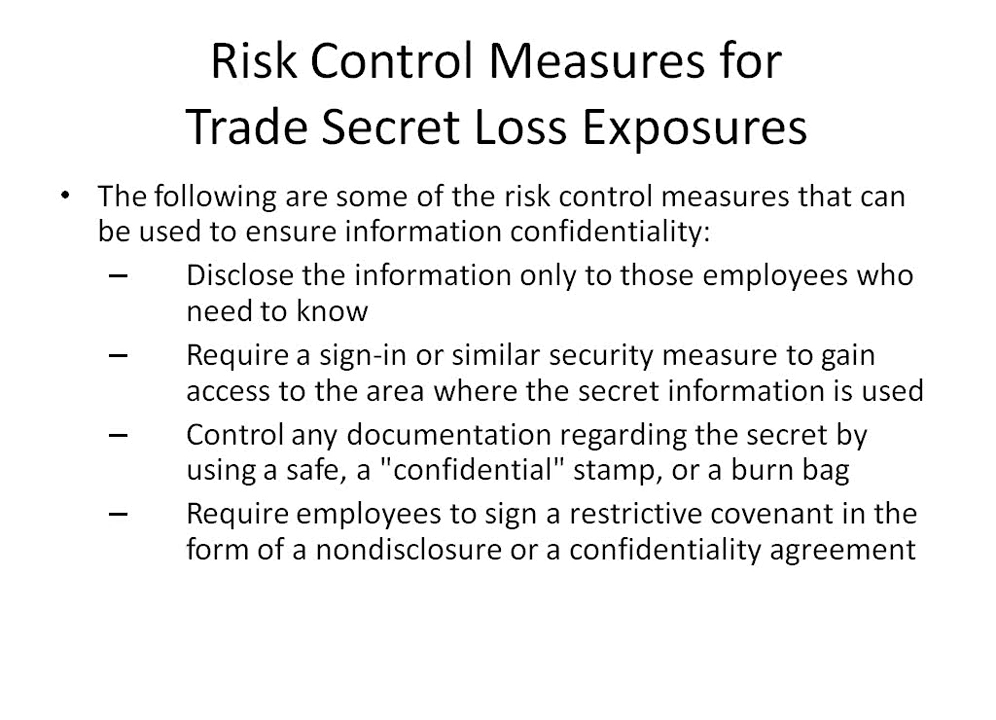 Risk Control Measures for
Trade Secret Loss Exposures
• The following are some of the risk control measures that can
be used to ensure information confidentiality:
– Disclose the information only to those employees who
need to know
– Require a sign-in or similar security measure to gain
access to the area where the secret information is used
– Control any documentation regarding the secret by
using a safe, a "confidential" stamp, or a burn bag
– Require employees to sign a restrictive covenant in the
form of a nondisclosure or a confidentiality agreement